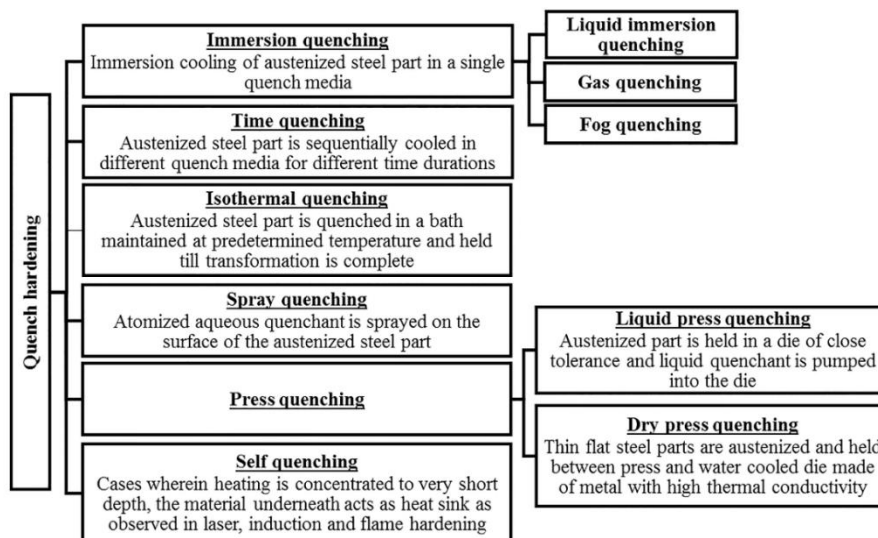 Quench hardening
Immersion quenching
Immersion cooling of austenized steel part in a single
quench media
Liquid immersion
quenching
Gas quenching
Fog quenching
Time quenching
Austenized steel part is sequentially cooled in
different quench media for different time durations
Isothermal quenching
Austenized steel part is quenched in a bath
maintained at predetermined temperature and held
till transformation is complete
Spray quenching
Atomized aqueous quenchant is sprayed on the
surface of the austenized steel part
Press quenching
Liquid press quenching
Austenized part is held in a die of close
tolerance and liquid quenchant is pumped
into the die
Dry press quenching
Thin flat steel parts are austenized and held
between press and water cooled die made
of metal with high thermal conductivity
Self quenching
Cases wherein heating is concentrated to very short
depth, the material underneath acts as heat sink as
observed in laser, induction and flame hardening